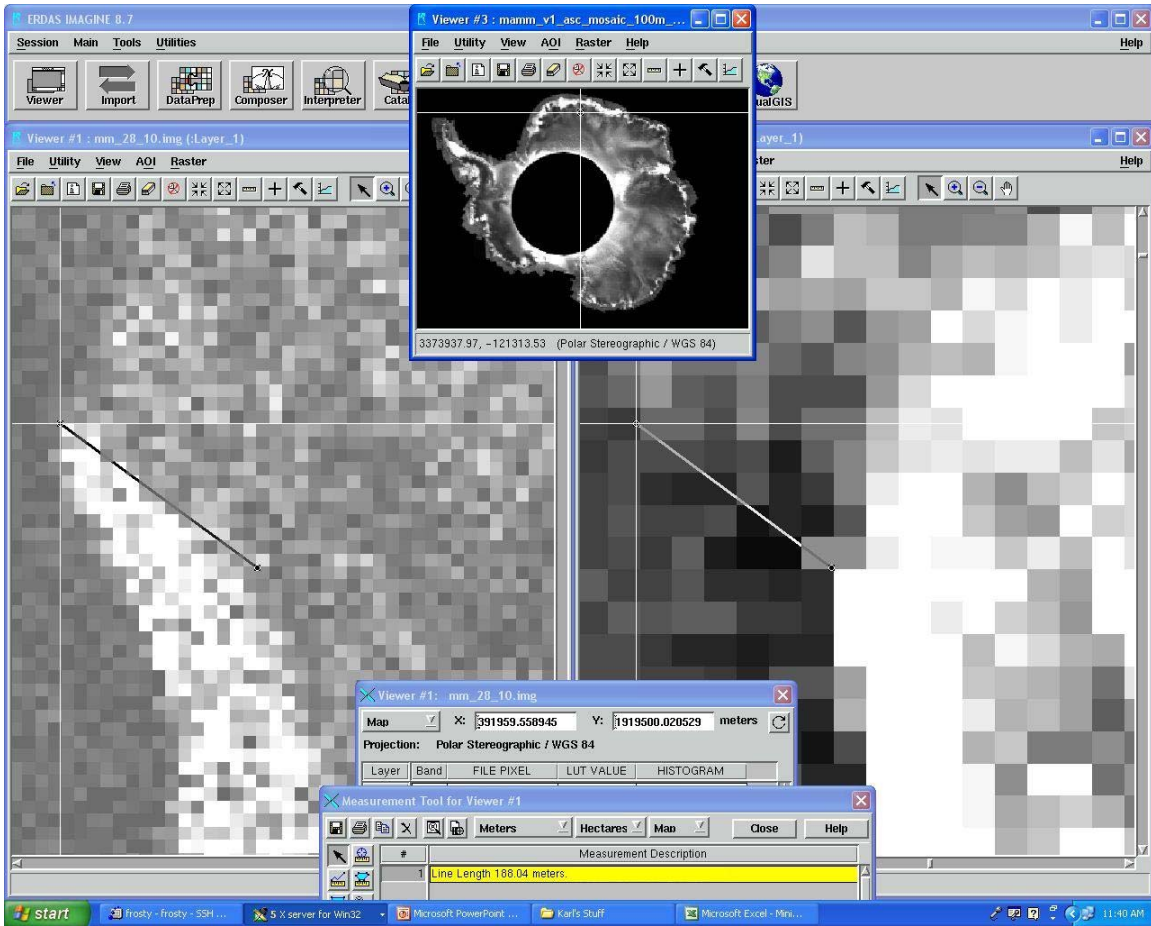 ERDAS IMAGINE 8.7
Session Main Tools Utilities
Help
Viewer
Import
DataPrep
Composer
Interpreter
Viewer #3 : mamm_v1_asc_mosaic_100m_...
File Utility View AOI Raster Help
3373937.97, -121313.53 (Polar Stereographic / WGS 84)
Viewer #1 : mm_28_10.img (:Layer_1)
File Utility View AOI Raster
Help
Viewer #1: mm_28_10.img
Map X: 391959.558945 Y: 1919500.020529 meters
Projection: Polar Stereographic / WGS 84
Layer Band FILE PIXEL LUT VALUE HISTOGRAM
Measurement Tool for Viewer #1
Meters Hectares Map Close Help
# Measurement Description
1 Line Length 188.04 meters.
start
frosty - frosty - SSH ...
5 X server for Win32
Microsoft PowerPoint ...
Karl's Stuff
Microsoft Excel - Mini...
11:40 AM